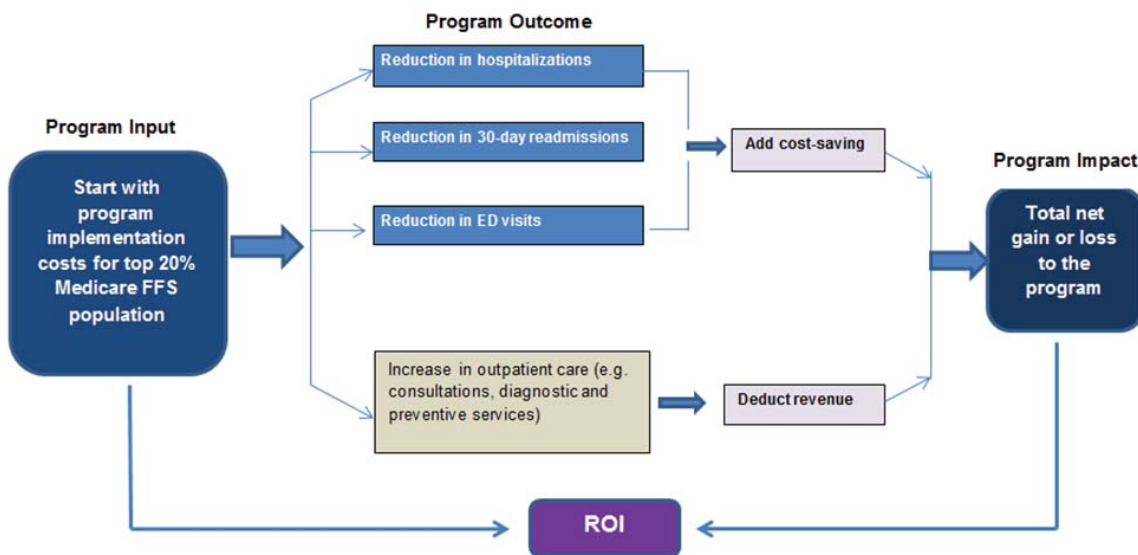 Program Outcome
Reduction in hospitalizations
Program Input
Reduction in 30-day readmissions
Add cost-saving
Program Impact
Start with
program
implementation
costs for top 20%
Medicare FFS
population
Reduction in ED visits
Total net
gain or loss
to the
program
Increase in outpatient care (e.g.
consultations, diagnostic and
preventive services)
Deduct revenue
ROI